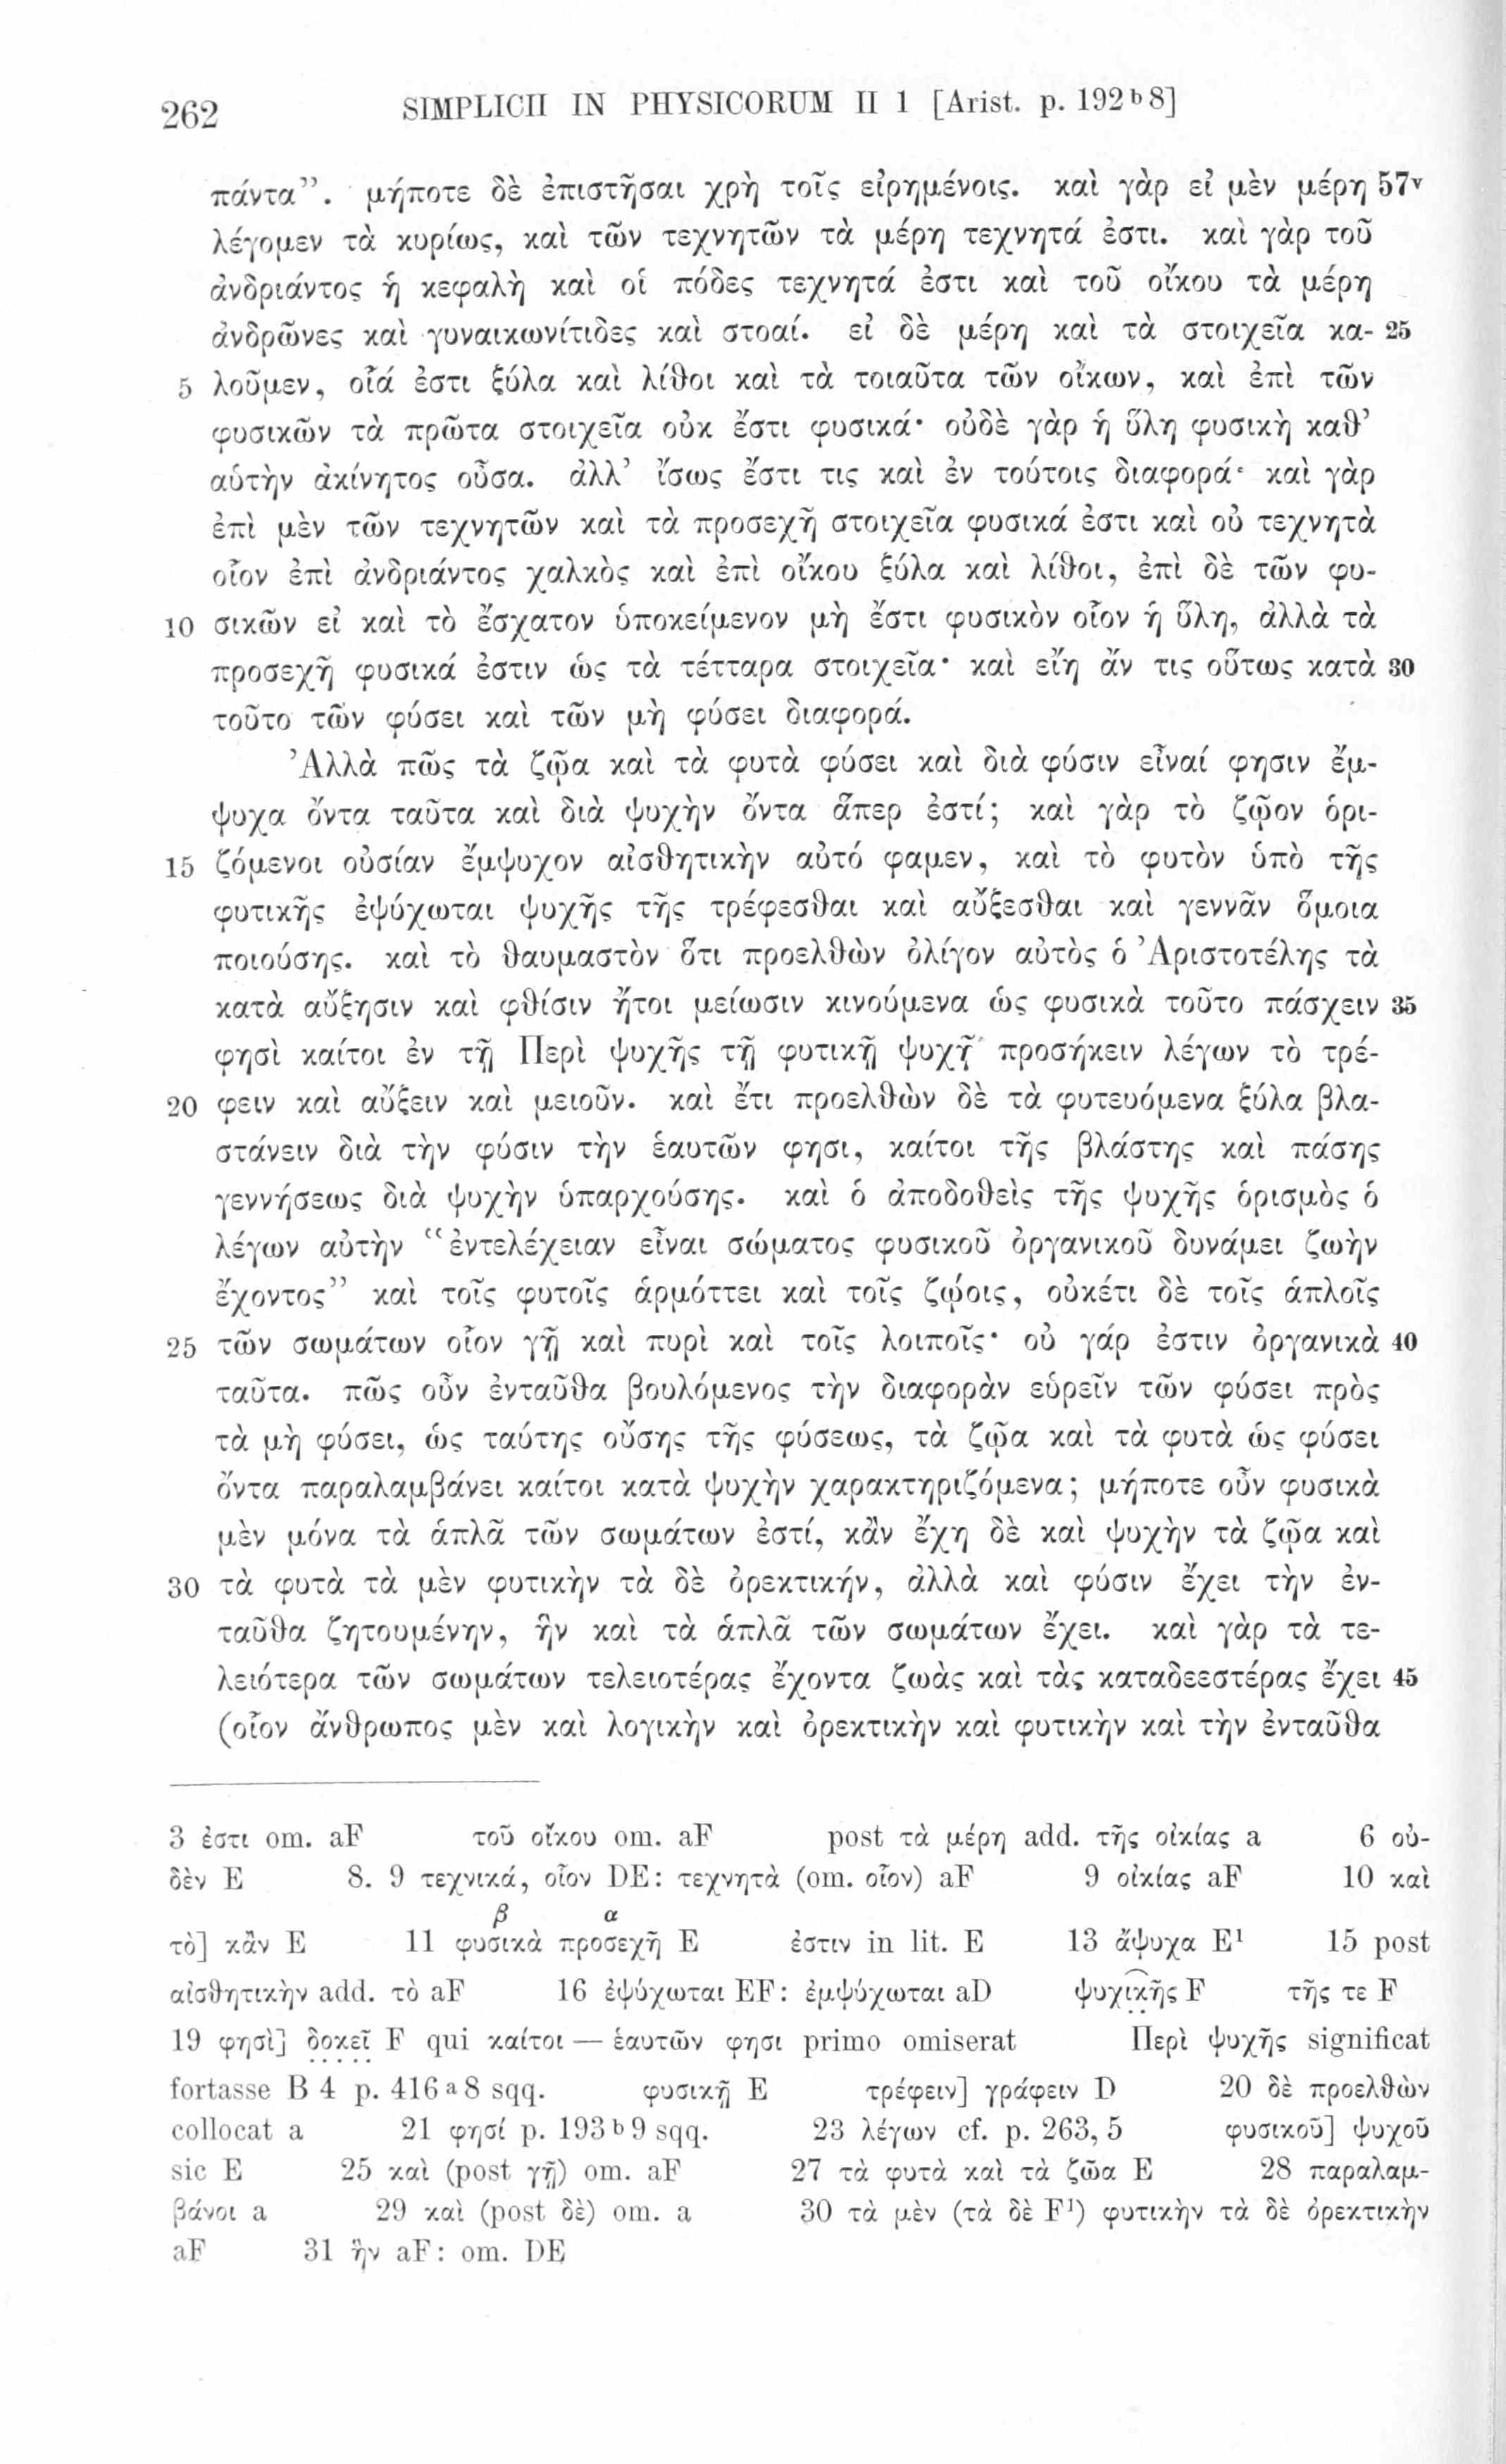 262 SIMPLICII IN PHYSICORUM II 1 [Arist. p. 192ᵇ8]
πάντα”. μήποτε δὲ ἐπιστῆσαι χρὴ τοῖς εἰρημένοις. καὶ γὰρ εἰ μὲν μέρη 57ᵛ
λέγομεν τὰ κυρίως, καὶ τῶν τεχνητῶν τὰ μέρη τεχνητά ἐστι. καὶ γὰρ τοῦ
ἀνδριάντος ἡ κεφαλὴ καὶ οἱ πόδες τεχνητά ἐστι καὶ τοῦ οἴκου τὰ μέρη
ἀνδρῶνες καὶ γυναικωνίτιδες καὶ στοαί. εἰ δὲ μέρη καὶ τὰ στοιχεῖα κα- 25
5 λοῦμεν, οἷά ἐστι ξύλα καὶ λίθοι καὶ τὰ τοιαῦτα τῶν οἴκων, καὶ ἐπὶ τῶν
φυσικῶν τὰ πρῶτα στοιχεῖα οὐκ ἔστι φυσικά· οὐδὲ γὰρ ἡ ὕλη φυσικὴ καθ’
αὑτὴν ἀκίνητος οὖσα. ἀλλ’ ἴσως ἔστι τις καὶ ἐν τούτοις διαφορά· καὶ γὰρ
ἐπὶ μὲν τῶν τεχνητῶν καὶ τὰ προσεχῆ στοιχεῖα φυσικά ἐστι καὶ οὐ τεχνητὰ
οἷον ἐπὶ ἀνδριάντος χαλκὸς καὶ ἐπὶ οἴκου ξύλα καὶ λίθοι, ἐπὶ δὲ τῶν φυ-
10 σικῶν εἰ καὶ τὸ ἔσχατον ὑποκείμενον μὴ ἔστι φυσικὸν οἷον ἡ ὕλη, ἀλλὰ τὰ
προσεχῆ φυσικά ἐστιν ὡς τὰ τέτταρα στοιχεῖα· καὶ εἴη ἄν τις οὕτως κατὰ 30
τοῦτο τῶν φύσει καὶ τῶν μὴ φύσει διαφορά.
Ἀλλὰ πῶς τὰ ζῷα καὶ τὰ φυτὰ φύσει καὶ διὰ φύσιν εἶναί φησιν ἔμ-
ψυχα ὄντα ταῦτα καὶ διὰ ψυχὴν ὄντα ἅπερ ἐστί; καὶ γὰρ τὸ ζῷον ὁρι-
15 ζόμενοι οὐσίαν ἔμψυχον αἰσθητικὴν αὐτό φαμεν, καὶ τὸ φυτὸν ὑπὸ τῆς
φυτικῆς ἐψύχωται ψυχῆς τῆς τρέφεσθαι καὶ αὔξεσθαι καὶ γεννᾶν ὅμοια
ποιούσης. καὶ τὸ θαυμαστὸν ὅτι προελθὼν ὀλίγον αὐτὸς ὁ Ἀριστοτέλης τὰ
κατὰ αὔξησιν καὶ φθίσιν ἤτοι μείωσιν κινούμενα ὡς φυσικὰ τοῦτο πάσχειν 35
φησὶ καίτοι ἐν τῇ Περὶ ψυχῆς τῇ φυτικῇ ψυχῇ προσήκειν λέγων τὸ τρέ-
20 φειν καὶ αὔξειν καὶ μειοῦν. καὶ ἔτι προελθὼν δὲ τὰ φυτευόμενα ξύλα βλα-
στάνειν διὰ τὴν φύσιν τὴν ἑαυτῶν φησι, καίτοι τῆς βλάστης καὶ πάσης
γεννήσεως διὰ ψυχὴν ὑπαρχούσης. καὶ ὁ ἀποδοθεὶς τῆς ψυχῆς ὁρισμὸς ὁ
λέγων αὐτὴν “ἐντελέχειαν εἶναι σώματος φυσικοῦ ὀργανικοῦ δυνάμει ζωὴν
ἔχοντος” καὶ τοῖς φυτοῖς ἁρμόττει καὶ τοῖς ζῴοις, οὐκέτι δὲ τοῖς ἁπλοῖς
25 τῶν σωμάτων οἷον γῇ καὶ πυρὶ καὶ τοῖς λοιποῖς· οὐ γάρ ἐστιν ὀργανικὰ 40
ταῦτα. πῶς οὖν ἐνταῦθα βουλόμενος τὴν διαφορὰν εὑρεῖν τῶν φύσει πρὸς
τὰ μὴ φύσει, ὡς ταύτης οὔσης τῆς φύσεως, τὰ ζῷα καὶ τὰ φυτὰ ὡς φύσει
ὄντα παραλαμβάνει καίτοι κατὰ ψυχὴν χαρακτηριζόμενα; μήποτε οὖν φυσικὰ
μὲν μόνα τὰ ἁπλᾶ τῶν σωμάτων ἐστί, κἂν ἔχῃ δὲ καὶ ψυχὴν τὰ ζῷα καὶ
30 τὰ φυτὰ τὰ μὲν φυτικὴν τὰ δὲ ὀρεκτικήν, ἀλλὰ καὶ φύσιν ἔχει τὴν ἐν-
ταῦθα ζητουμένην, ἣν καὶ τὰ ἁπλᾶ τῶν σωμάτων ἔχει. καὶ γὰρ τὰ τε-
λειότερα τῶν σωμάτων τελειοτέρας ἔχοντα ζωὰς καὶ τὰς καταδεεστέρας ἔχει 45
(οἷον ἄνθρωπος μὲν καὶ λογικὴν καὶ ὀρεκτικὴν καὶ φυτικὴν καὶ τὴν ἐνταῦθα
3 ἐστι om. aF τοῦ οἴκου om. aF post τὰ μέρη add. τῆς οἰκίας a 6 οὐ-
δὲν E 8. 9 τεχνικά, οἷον DE: τεχνητὰ (om. οἷον) aF 9 οἰκίας aF 10 καὶ
β α
τὸ] κἂν E 11 φυσικὰ προσεχῆ E ἐστιν in lit. E 13 ἄψυχα E¹ 15 post
αἰσθητικὴν add. τὸ aF 16 ἐψύχωται EF: ἐμψύχωται aD ψυχικῆς F τῆς τε F
19 φησὶ] δοκεῖ F qui καίτοι — ἑαυτῶν φησι primo omiserat Περὶ ψυχῆς significat
fortasse B 4 p. 416ᵃ8 sqq. φυσικῇ E τρέφειν] γράφειν D 20 δὲ προελθὼν
collocat a 21 φησί p. 193ᵇ9 sqq. 23 λέγων cf. p. 263, 5 φυσικοῦ] ψυχοῦ
sic E 25 καὶ (post γῇ) om. aF 27 τὰ φυτὰ καὶ τὰ ζῶα E 28 παραλαμ-
βάνοι a 29 καὶ (post δὲ) om. a 30 τὰ μὲν (τὰ δὲ F¹) φυτικὴν τὰ δὲ ὀρεκτικὴν
aF 31 ἣν aF: om. DE